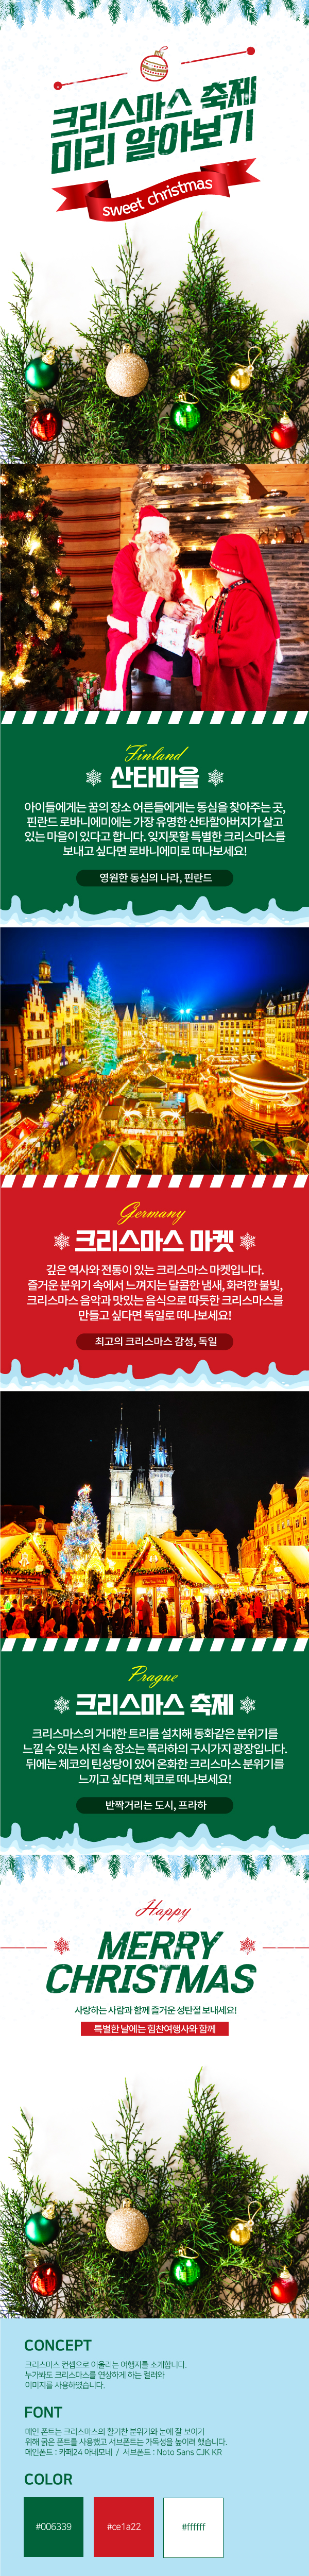 크리스마스 축제
미리 알아보기
sweet christmas
Finland
산타마을
아이들에게는 꿈의 장소 어른들에게는 동심을 찾아주는 곳,
핀란드 로바니에미에는 가장 유명한 산타할아버지가 살고
있는 마을이 있다고 합니다. 잊지못할 특별한 크리스마스를
보내고 싶다면 로바니에미로 떠나보세요!
영원한 동심의 나라, 핀란드
Germany
크리스마스 마켓
깊은 역사와 전통이 있는 크리스마스 마켓입니다.
즐거운 분위기 속에서 느껴지는 달콤한 냄새, 화려한 불빛,
크리스마스 음악과 맛있는 음식으로 따듯한 크리스마스를
만들고 싶다면 독일로 떠나보세요!
최고의 크리스마스 감성, 독일
Prague
크리스마스 축제
크리스마스의 거대한 트리를 설치해 동화같은 분위기를
느낄 수 있는 사진 속 장소는 프라하의 구시가지 광장입니다.
뒤에는 체코의 틴성당이 있어 온화한 크리스마스 분위기를
느끼고 싶다면 체코로 떠나보세요!
반짝거리는 도시, 프라하
Happy
MERRY
CHRISTMAS
사랑하는 사람과 함께 즐거운 성탄절 보내세요!
특별한 날에는 힘찬여행사와 함께
CONCEPT
크리스마스 컨셉으로 어울리는 여행지를 소개합니다.
누가봐도 크리스마스를 연상하게 하는 컬러와
이미지를 사용하였습니다.
FONT
메인 폰트는 크리스마스의 활기찬 분위기와 눈에 잘 보이기
위해 굵은 폰트를 사용했고 서브폰트는 가독성을 높이려 했습니다.
메인폰트 : 카페24 아네모네 / 서브폰트 : Noto Sans CJK KR
COLOR
#006339
#ce1a22
#ffffff